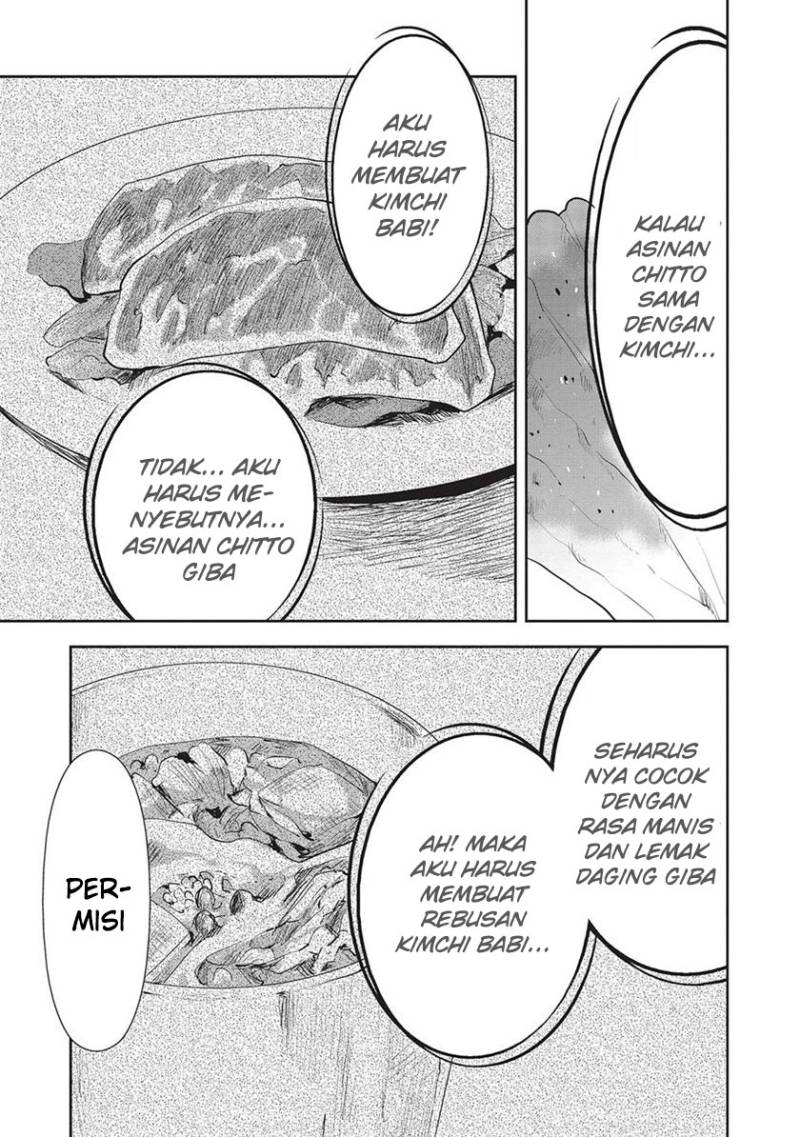 KALAU
ASINAN
CHITTO
SAMA
DENGAN
KIMCHI...
AKU
HARUS
MEMBUAT
KIMCHI
BABI!
TIDAK... AKU
HARUS ME-
NYEBUTNYA...
ASINAN CHITTO
GIBA
SEHARUS
NYA COCOK
DENGAN
RASA MANIS
DAN LEMAK
DAGING GIBA
AH! MAKA
AKU HARUS
MEMBUAT
REBUSAN
KIMCHI BABI...
PER-
MISI